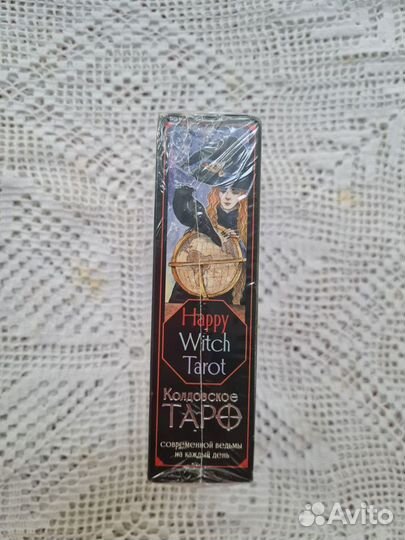 Happy
Witch
Tarot
Колдовское
ТАРО
современной ведьмы
на каждый день
Avito